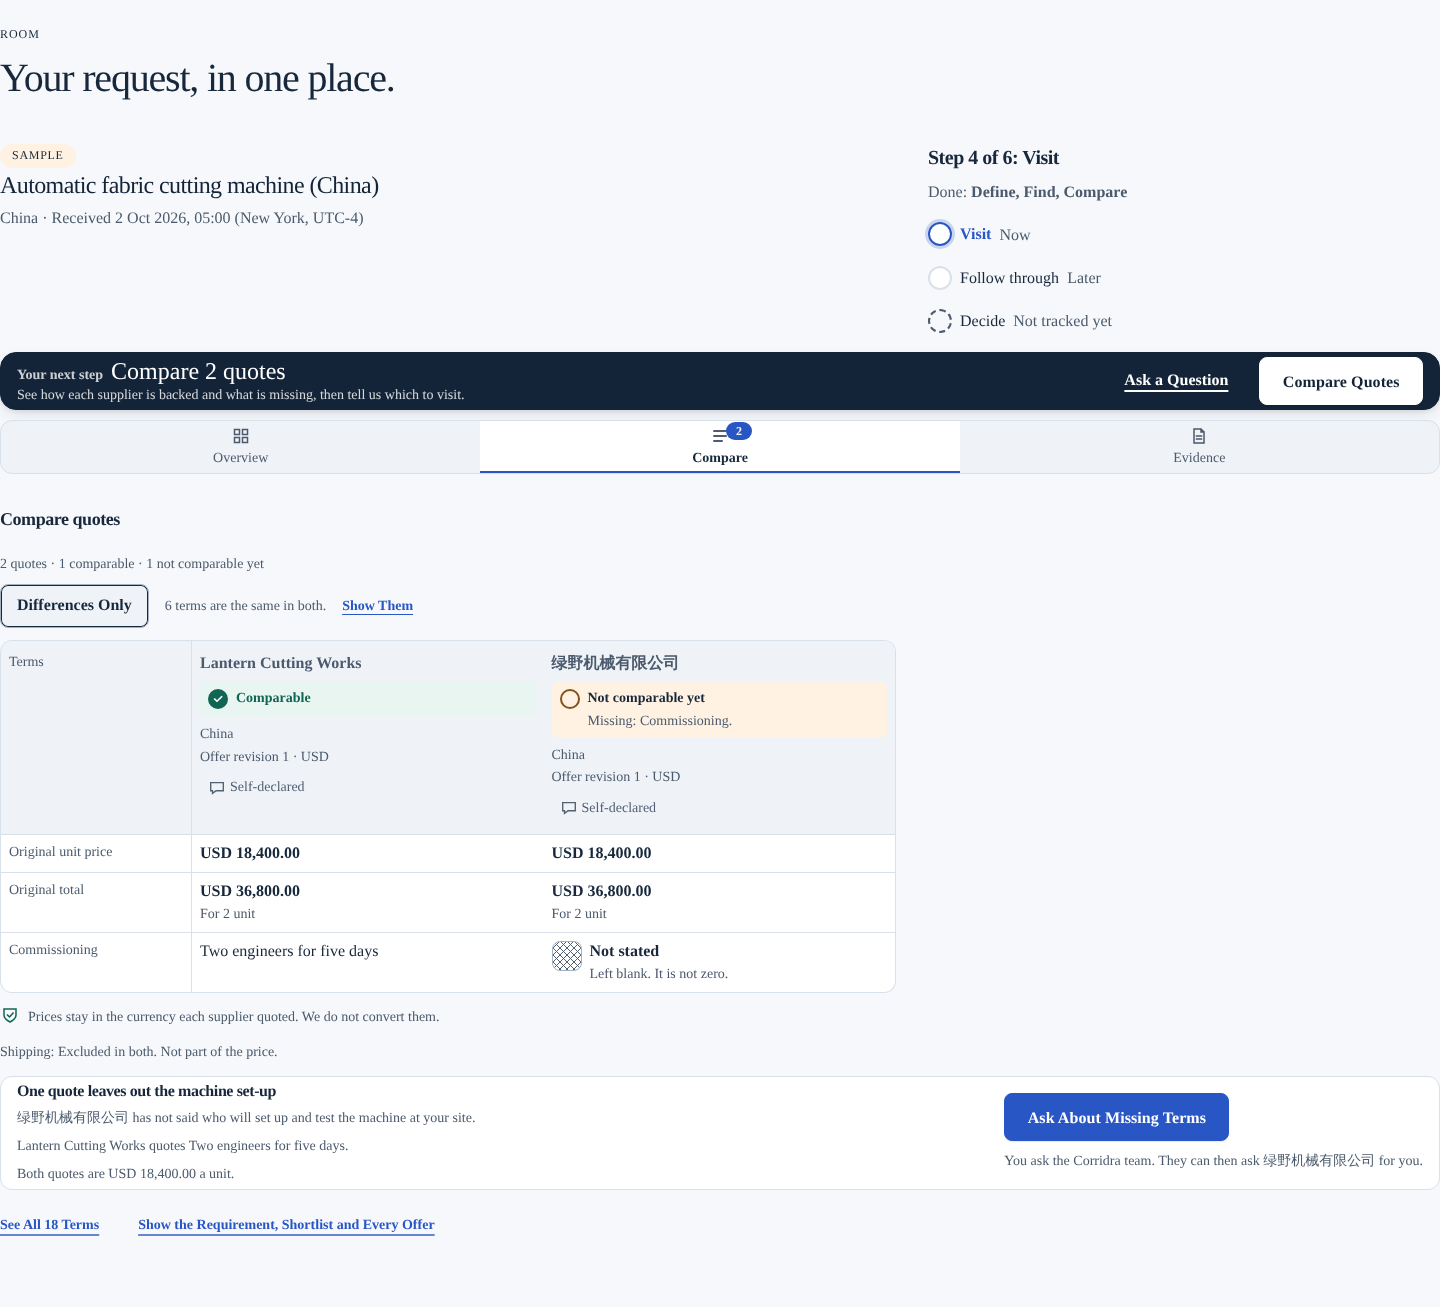 ROOM
Your request, in one place.
SAMPLE
Automatic fabric cutting machine (China)
China · Received 2 Oct 2026, 05:00 (New York, UTC-4)
Step 4 of 6: Visit
Done: Define, Find, Compare
Visit Now
Follow through Later
Decide Not tracked yet
Your next step Compare 2 quotes
See how each supplier is backed and what is missing, then tell us which to visit.
Ask a Question
Compare Quotes
Overview
2
Compare
Evidence
Compare quotes
2 quotes · 1 comparable · 1 not comparable yet
Differences Only
6 terms are the same in both. Show Them
Terms
Lantern Cutting Works
Comparable
China
Offer revision 1 · USD
Self-declared
绿野机械有限公司
Not comparable yet
Missing: Commissioning.
China
Offer revision 1 · USD
Self-declared
Original unit price
USD 18,400.00
USD 18,400.00
Original total
USD 36,800.00
For 2 unit
USD 36,800.00
For 2 unit
Commissioning
Two engineers for five days
Not stated
Left blank. It is not zero.
Prices stay in the currency each supplier quoted. We do not convert them.
Shipping: Excluded in both. Not part of the price.
One quote leaves out the machine set-up
绿野机械有限公司 has not said who will set up and test the machine at your site.
Lantern Cutting Works quotes Two engineers for five days.
Both quotes are USD 18,400.00 a unit.
Ask About Missing Terms
You ask the Corridra team. They can then ask 绿野机械有限公司 for you.
See All 18 Terms
Show the Requirement, Shortlist and Every Offer